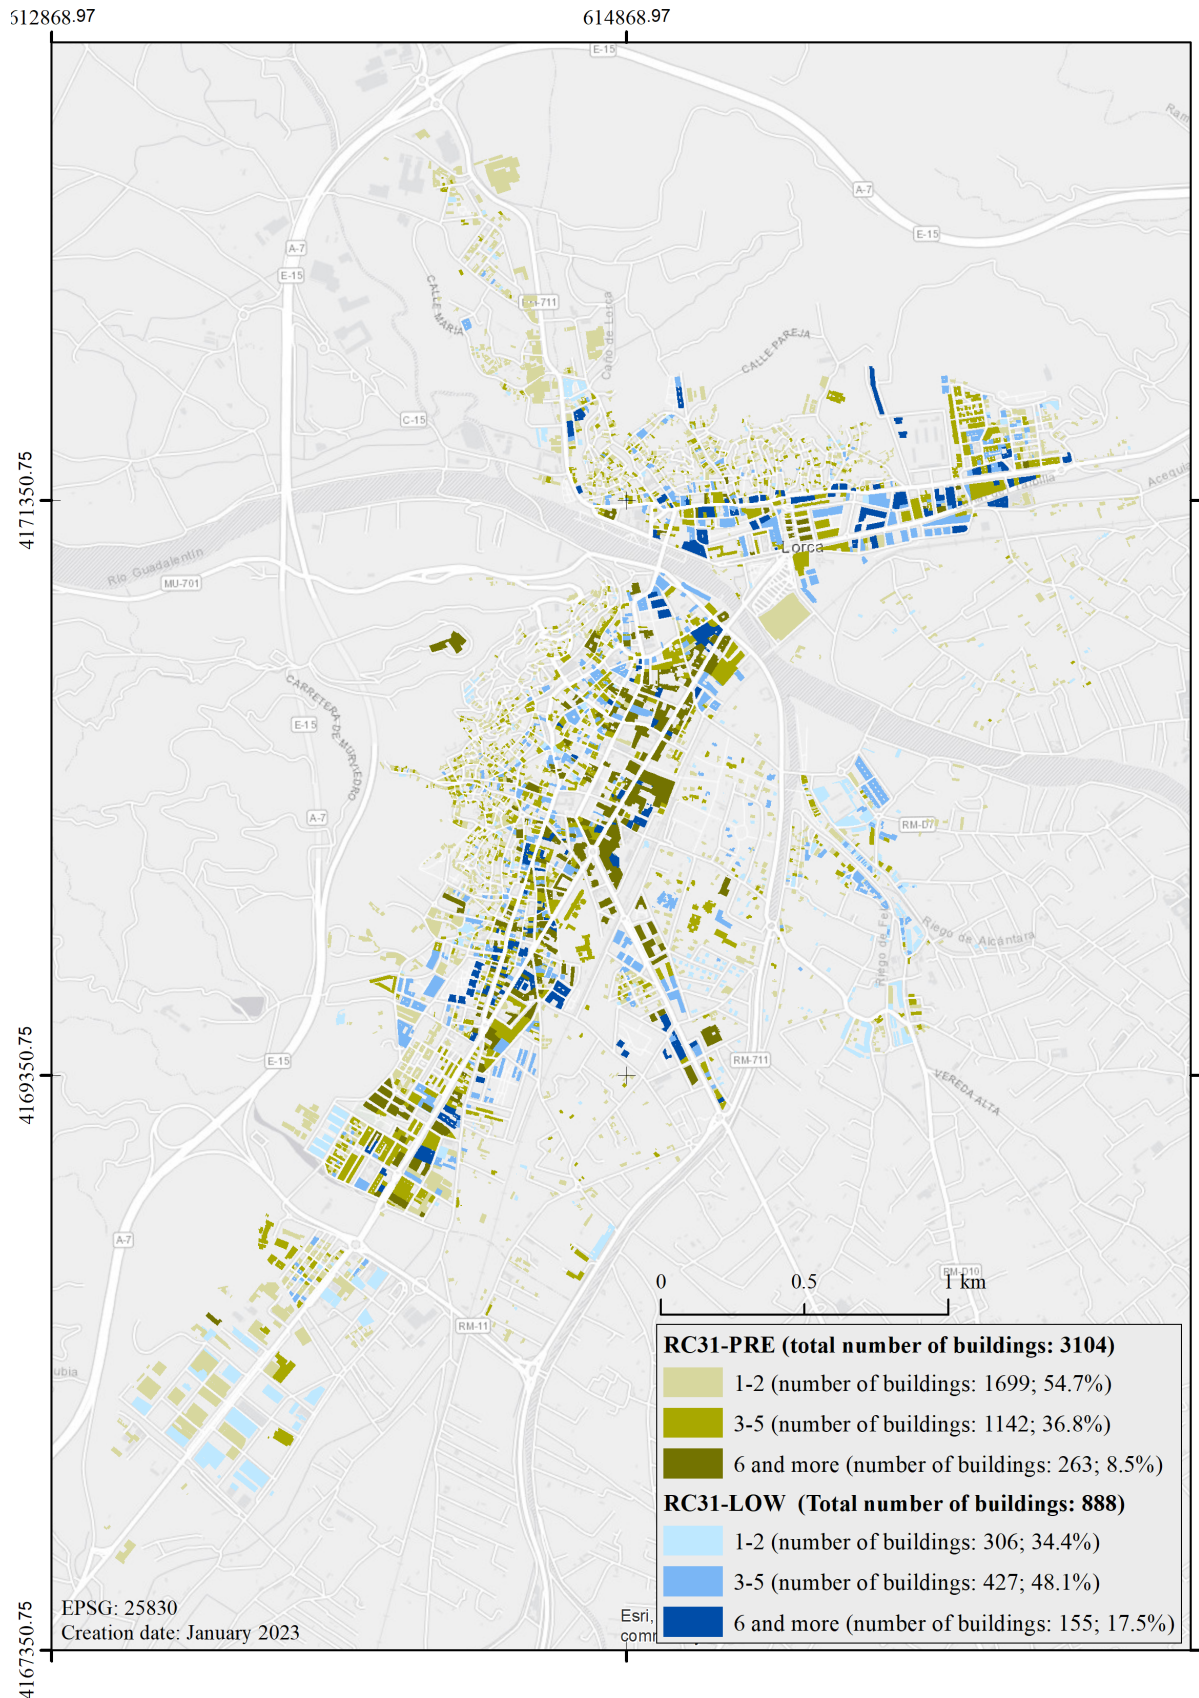 612868.97
614868.97
E-15
Ram
A-7
E-15
A-7
E-15
CALLE MARIA
RM-711
Caño de Lorca
CALLE PAREJA
C-15
4171350.75
Acequia
Lorca
Río Guadalentín
MU-701
CARRETERA DE MURVIEDRO
E-15
A-7
RM-D7
Riego de Alcántara
4169350.75
E-15
RM-711
VEREDA ALTA
A-7
RM-D10
0 0.5 1 km
RM-11
ubia
RC31-PRE (total number of buildings: 3104)
1-2 (number of buildings: 1699; 54.7%)
3-5 (number of buildings: 1142; 36.8%)
6 and more (number of buildings: 263; 8.5%)
RC31-LOW (Total number of buildings: 888)
1-2 (number of buildings: 306; 34.4%)
3-5 (number of buildings: 427; 48.1%)
6 and more (number of buildings: 155; 17.5%)
EPSG: 25830
Creation date: January 2023
Esri,
4167350.75